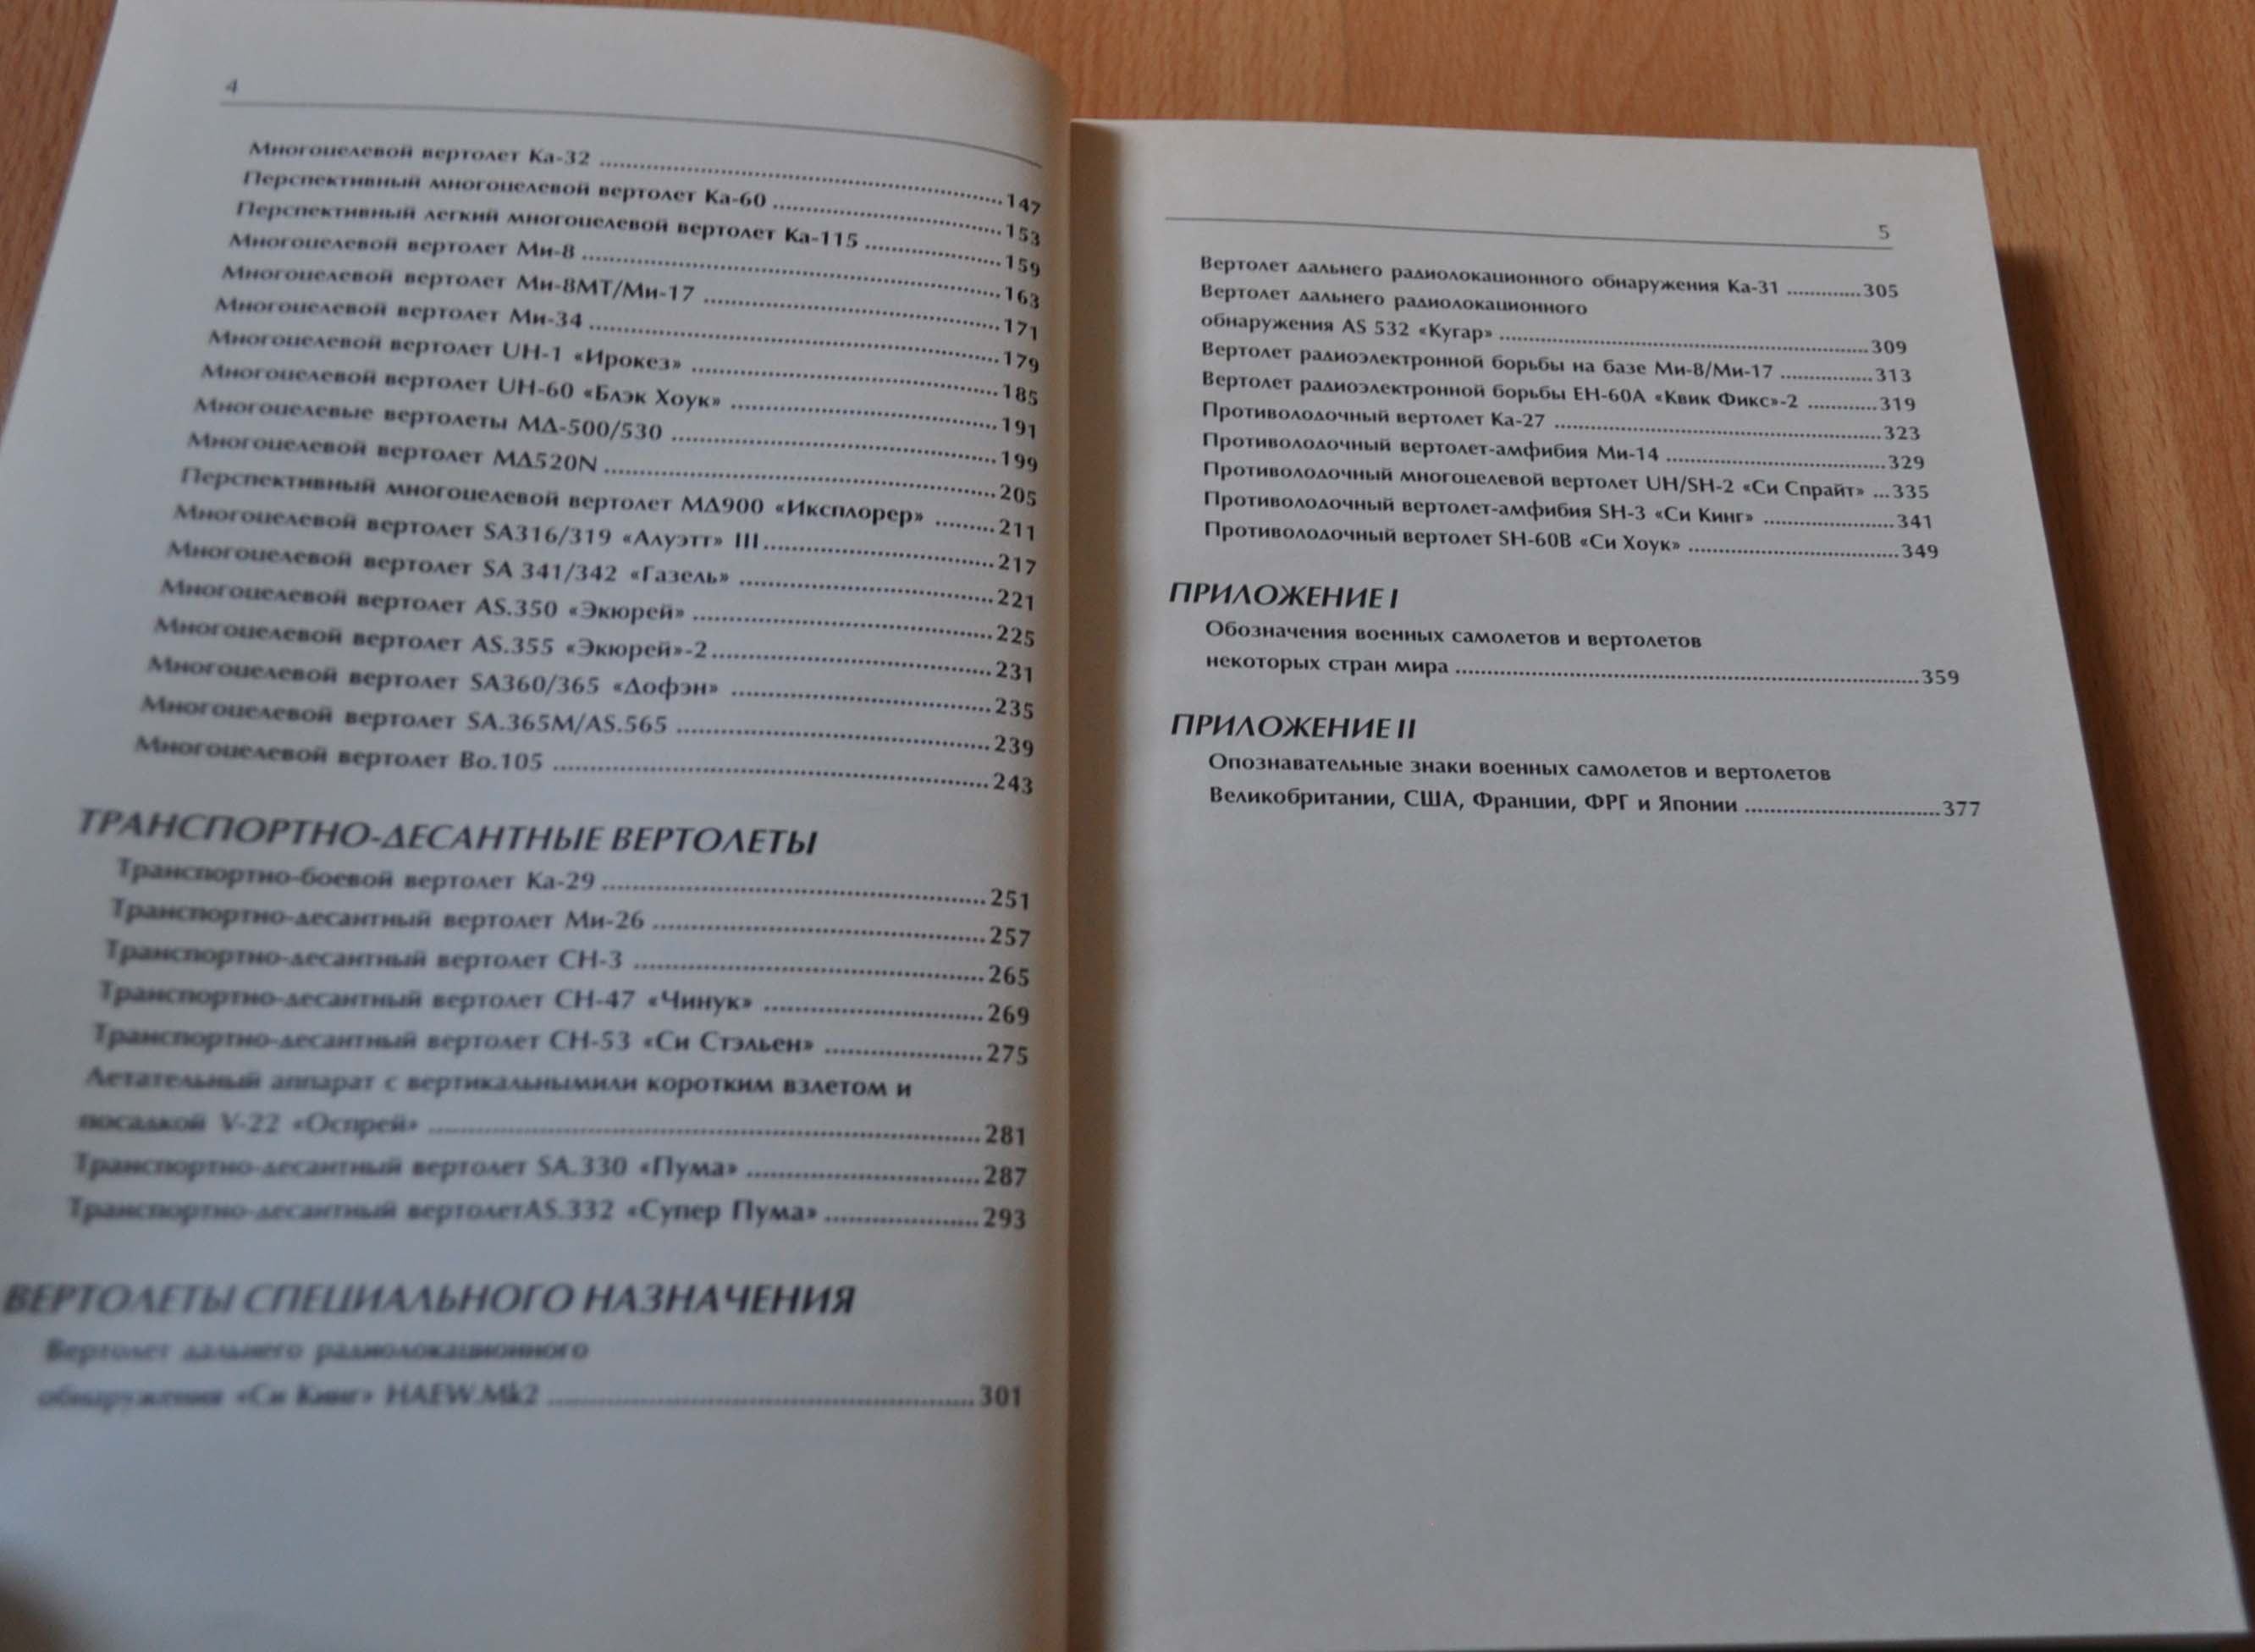 4
Многоцелевой вертолет Ка-32 ..........147
Перспективный многоцелевой вертолет Ка-60 ..........153
Перспективный легкий многоцелевой вертолет Ка-115 ..........159
Многоцелевой вертолет Ми-8 ..........163
Многоцелевой вертолет Ми-8МТ/Ми-17 ..........171
Многоцелевой вертолет Ми-34 ..........179
Многоцелевой вертолет UH-1 «Ирокез» ..........185
Многоцелевой вертолет UH-60 «Блэк Хоук» ..........191
Многоцелевые вертолеты МД-500/530 ..........199
Многоцелевой вертолет МД520N ..........205
Перспективный многоцелевой вертолет МД900 «Иксплорер» ........211
Многоцелевой вертолет SA316/319 «Алуэтт» III..........217
Многоцелевой вертолет SA 341/342 «Газель» ..........221
Многоцелевой вертолет AS.350 «Экюрей» ..........225
Многоцелевой вертолет AS.355 «Экюрей»-2..........231
Многоцелевой вертолет SA360/365 «Дофэн» ..........235
Многоцелевой вертолет SA.365M/AS.565 ..........239
Многоцелевой вертолет Bo.105 ..........243
ТРАНСПОРТНО-ДЕСАНТНЫЕ ВЕРТОЛЕТЫ
Транспортно-боевой вертолет Ка-29 ..........251
Транспортно-десантный вертолет Ми-26 ..........257
Транспортно-десантный вертолет CH-3 ..........265
Транспортно-десантный вертолет CH-47 «Чинук» ..........269
Транспортно-десантный вертолет CH-53 «Си Стэльен» ..........275
Летательный аппарат с вертикальнымили коротким взлетом и
посадкой V-22 «Оспрей» ..........281
Транспортно-десантный вертолет SA.330 «Пума» ..........287
Транспортно-десантный вертолетAS.332 «Супер Пума» ..........293
ВЕРТОЛЕТЫ СПЕЦИАЛЬНОГО НАЗНАЧЕНИЯ
Вертолет дальнего радиолокационного
обнаружения «Си Кинг» HAEW.Mk2 ..........301
5
Вертолет дальнего радиолокационного обнаружения Ка-31 ..........305
Вертолет дальнего радиолокационного
обнаружения AS 532 «Кугар» ..........309
Вертолет радиоэлектронной борьбы на базе Ми-8/Ми-17 ..........313
Вертолет радиоэлектронной борьбы EH-60A «Квик Фикс»-2 ..........319
Противолодочный вертолет Ка-27 ..........323
Противолодочный вертолет-амфибия Ми-14 ..........329
Противолодочный многоцелевой вертолет UH/SH-2 «Си Спрайт» ...335
Противолодочный вертолет-амфибия SH-3 «Си Кинг» ..........341
Противолодочный вертолет SH-60B «Си Хоук» ..........349
ПРИЛОЖЕНИЕ I
Обозначения военных самолетов и вертолетов
некоторых стран мира ..........359
ПРИЛОЖЕНИЕ II
Опознавательные знаки военных самолетов и вертолетов
Великобритании, США, Франции, ФРГ и Японии ..........377